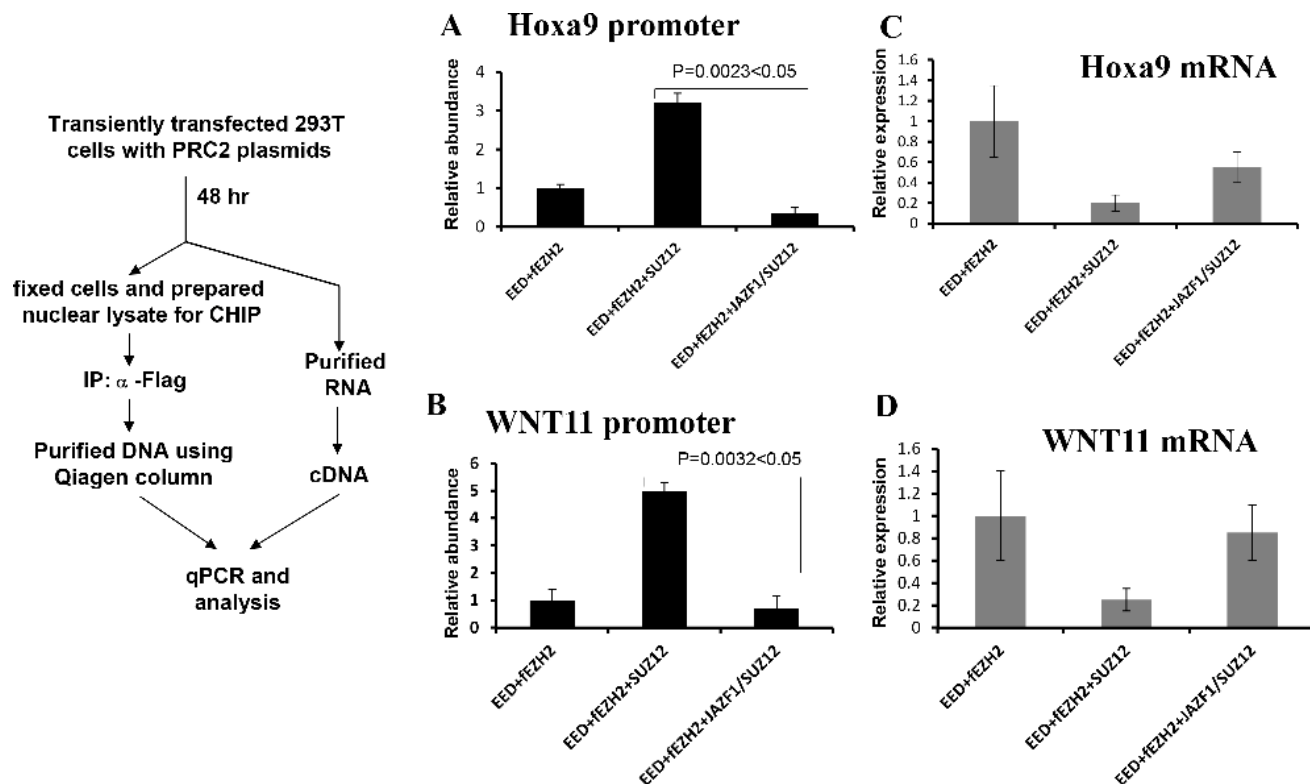 Transiently transfected 293T
cells with PRC2 plasmids
48 hr
fixed cells and prepared
nuclear lysate for CHIP
IP: α -Flag
Purified DNA using
Qiagen column
Purified
RNA
cDNA
qPCR and
analysis
A
Hoxa9 promoter
P=0.0023<0.05
Relative abundance
4
3
2
1
0
EED+fEZH2
EED+fEZH2+SUZ12
EED+fEZH2+JAZF1/SUZ12
B
WNT11 promoter
P=0.0032<0.05
Relative abundance
6
5
4
3
2
1
0
EED+fEZH2
EED+fEZH2+SUZ12
EED+fEZH2+JAZF1/SUZ12
C
Hoxa9 mRNA
Relative expression
1.6
1.4
1.2
1
0.8
0.6
0.4
0.2
0
EED+fEZH2
EED+fEZH2+SUZ12
EED+fEZH2+JAZF1/SUZ12
D
WNT11 mRNA
Relative expression
1.6
1.4
1.2
1
0.8
0.6
0.4
0.2
0
EED+fEZH2
EED+fEZH2+SUZ12
EED+fEZH2+JAZF1/SUZ12